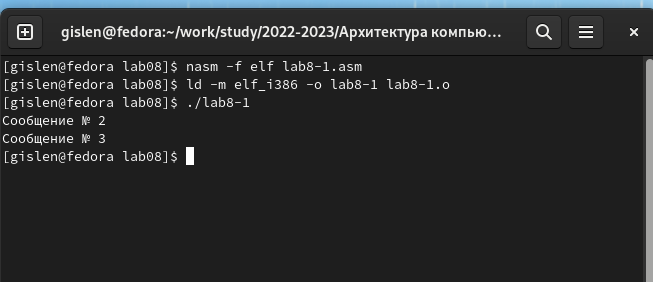 gislen@fedora:~/work/study/2022-2023/Архитектура компью...
[gislen@fedora lab08]$ nasm -f elf lab8-1.asm
[gislen@fedora lab08]$ ld -m elf_i386 -o lab8-1 lab8-1.o
[gislen@fedora lab08]$ ./lab8-1
Сообщение № 2
Сообщение № 3
[gislen@fedora lab08]$